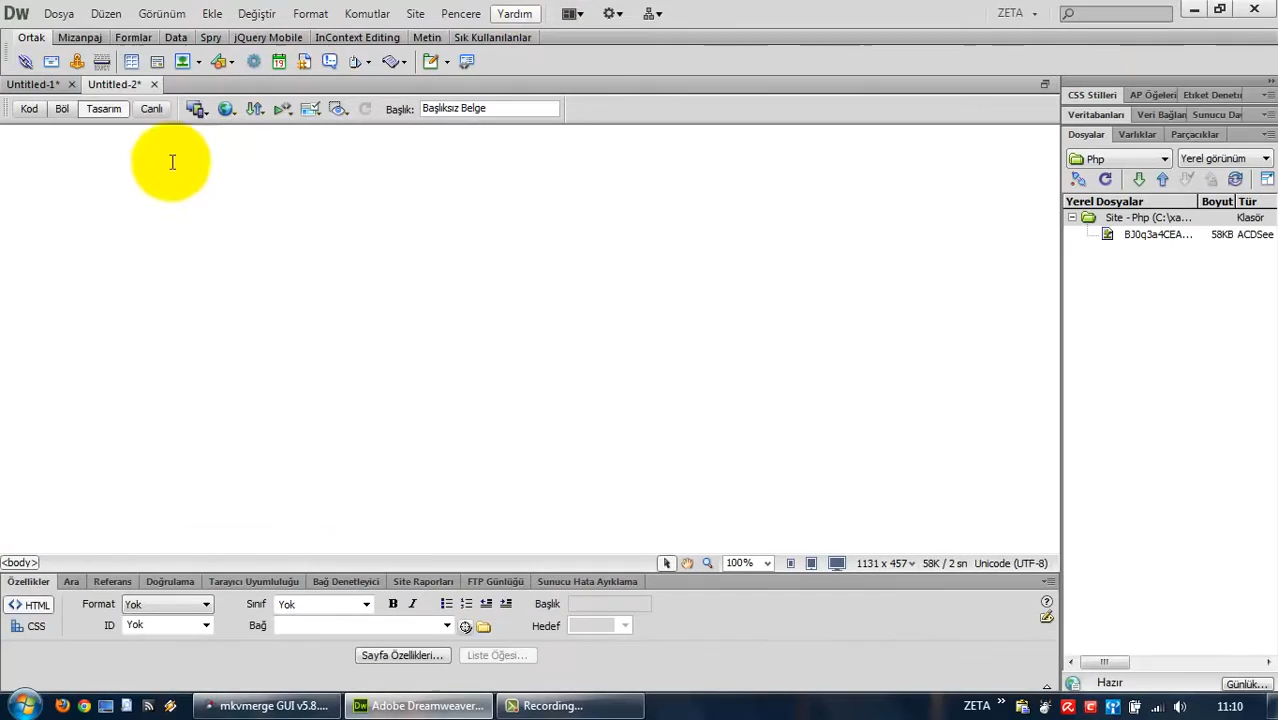 Dw Dosya Düzen Görünüm Ekle Değiştir Format Komutlar Site Pencere Yardım ZETA
Ortak Mizanpaj Formlar Data Spry jQuery Mobile InContext Editing Metin Sık Kullanılanlar
Untitled-1* Untitled-2*
Kod Böl Tasarım Canlı Başlık: Başlıksız Belge
CSS Stilleri AP Öğeleri Etiket Denetı
Veritabanları Veri Bağlan Sunucu Da
Dosyalar Varlıklar Parçacıklar
Php Yerel görünüm
Yerel Dosyalar Boyut Tür
Site - Php (C:\xa... Klasör
BJ0q3a4CEA... 58KB ACDSee
<body> 100% 1131 x 457 58K / 2 sn Unicode (UTF-8)
Özellikler Ara Referans Doğrulama Tarayıcı Uyumluluğu Bağ Denetleyici Site Raporları FTP Günlüğü Sunucu Hata Ayıklama
<> HTML Format Yok Sınıf Yok B I Başlık
CSS ID Yok Bağ Hedef
Sayfa Özellikleri... Liste Öğesi...
Hazır Günlük...
mkvmerge GUI v5.8.... Dw Adobe Dreamweaver... Recording... ZETA 11:10